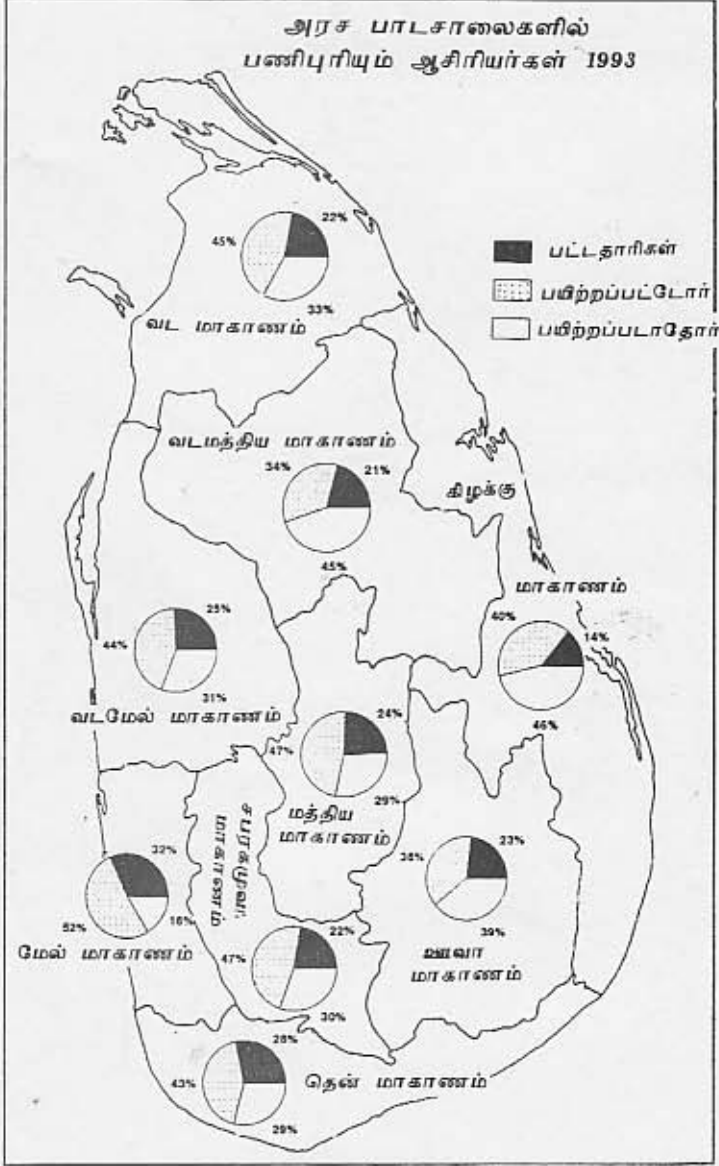 அரச பாடசாலைகளில்
பணிபுரியும் ஆசிரியர்கள் 1993
பட்டதாரிகள்
பயிற்றப்பட்டோர்
பயிற்றப்படாதோர்
22%
45%
33%
வட மாகாணம்
வடமத்திய மாகாணம்
34%
21%
45%
கிழக்கு
மாகாணம்
40%
14%
46%
25%
44%
31%
வடமேல் மாகாணம்
24%
47%
29%
மத்திய
மாகாணம்
சபரகமுவா
மாகாணம்
32%
52%
16%
மேல் மாகாணம்
23%
38%
39%
ஊவா
மாகாணம்
22%
47%
30%
28%
43%
29%
தென் மாகாணம்